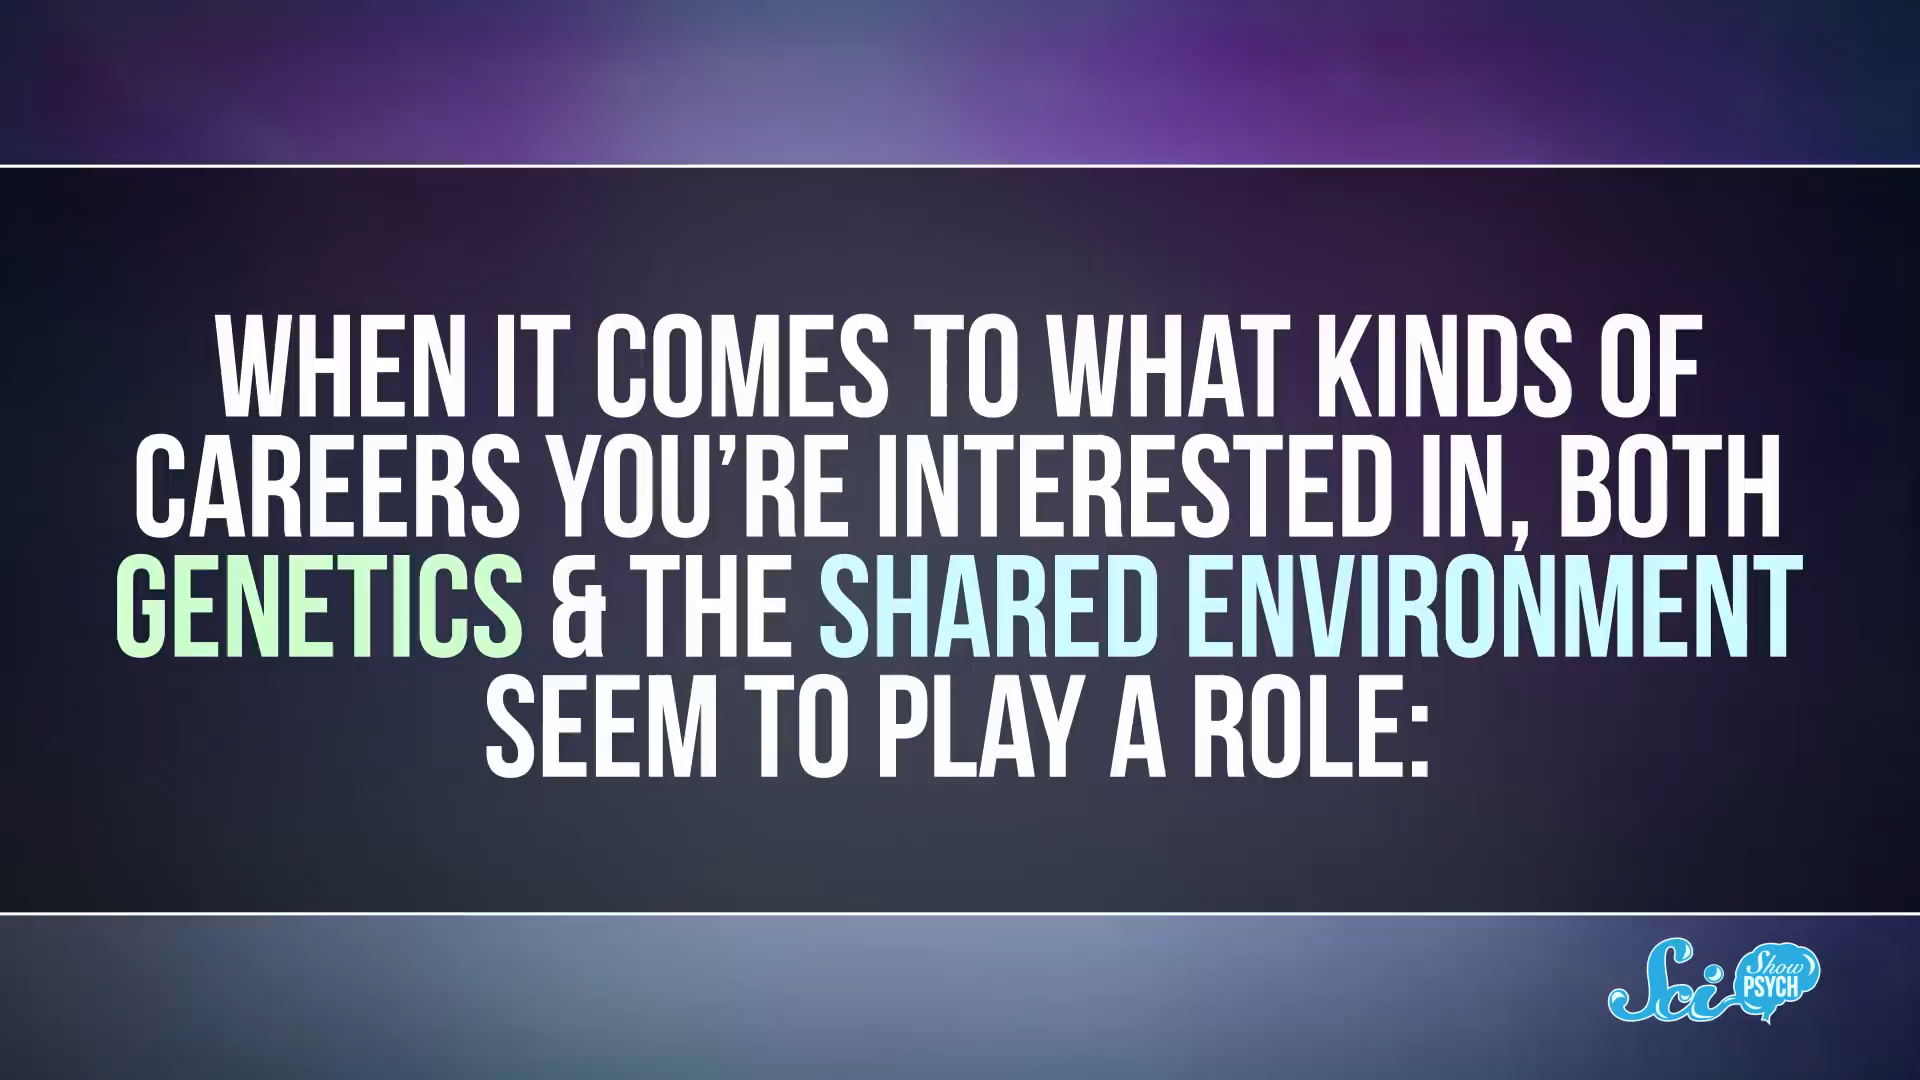 WHEN IT COMES TO WHAT KINDS OF
CAREERS YOU’RE INTERESTED IN, BOTH
GENETICS & THE SHARED ENVIRONMENT
SEEM TO PLAY A ROLE:
Sci Show
PSYCH